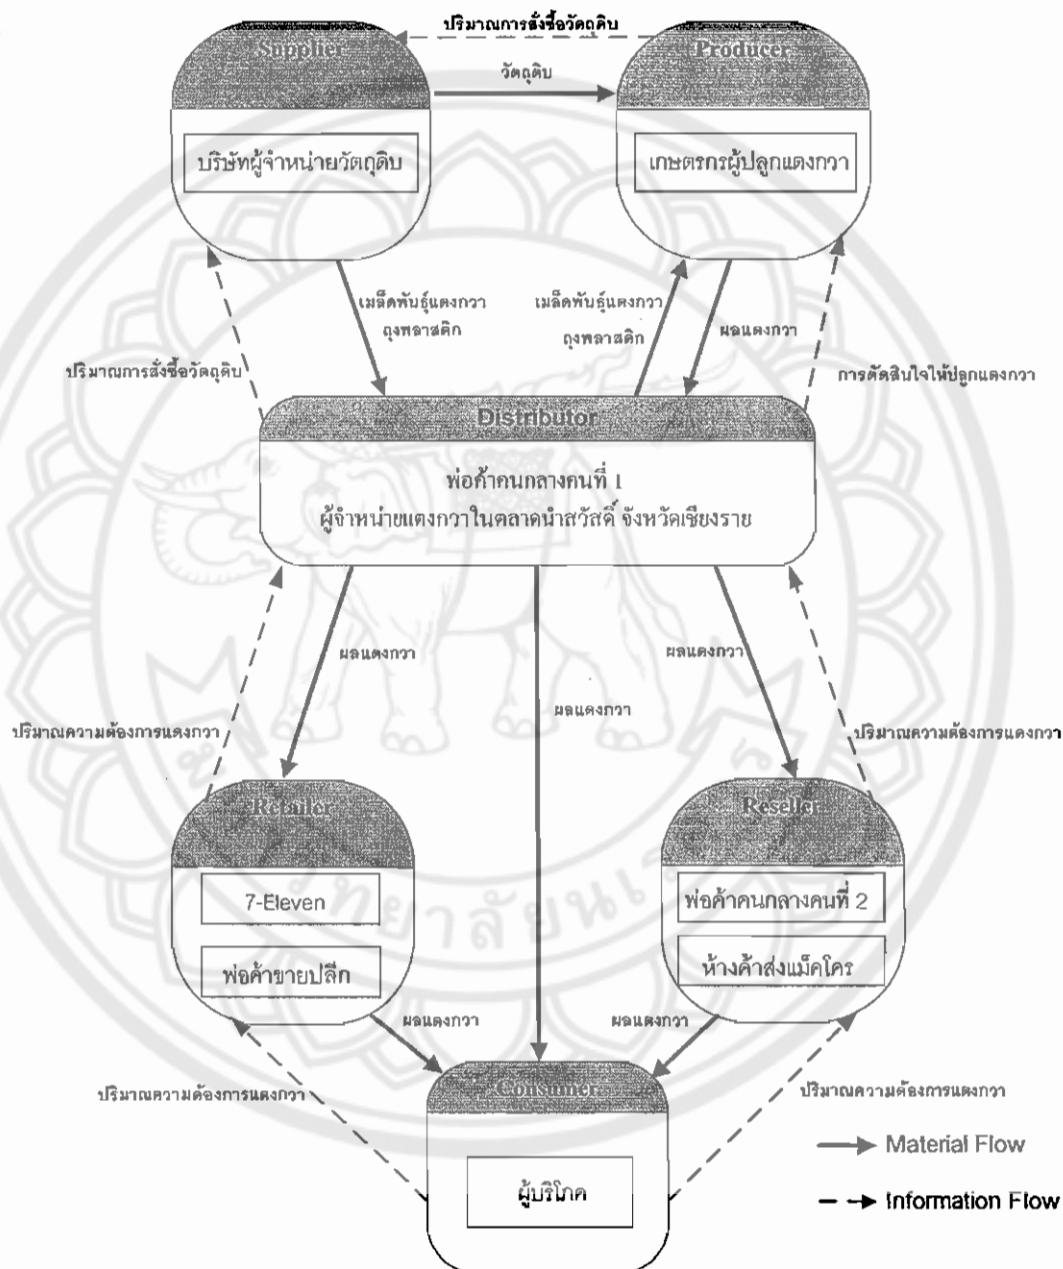 ปริมาณการสั่งซื้อวัตถุดิบ
Supplier
Producer
วัตถุดิบ
บริษัทผู้จำหน่ายวัตถุดิบ
เกษตรกรผู้ปลูกแตงกวา
เมล็ดพันธุ์แตงกวา
ถุงพลาสติก
เมล็ดพันธุ์แตงกวา
ถุงพลาสติก
ผลแตงกวา
ปริมาณการสั่งซื้อวัตถุดิบ
การตัดสินใจให้ปลูกแตงกวา
Distributor
พ่อค้าคนกลางคนที่ 1
ผู้จำหน่ายแตงกวาในตลาดนำสวัสดิ์ จังหวัดเชียงราย
ผลแตงกวา
ผลแตงกวา
ผลแตงกวา
ปริมาณความต้องการแตงกวา
ปริมาณความต้องการแตงกวา
Retailer
Reseller
7-Eleven
พ่อค้าคนกลางคนที่ 2
พ่อค้าขายปลีก
ห้างค้าส่งแม็คโคร
ผลแตงกวา
ผลแตงกวา
Consumer
ปริมาณความต้องการแตงกวา
ปริมาณความต้องการแตงกวา
ผู้บริโภค
Material Flow
Information Flow